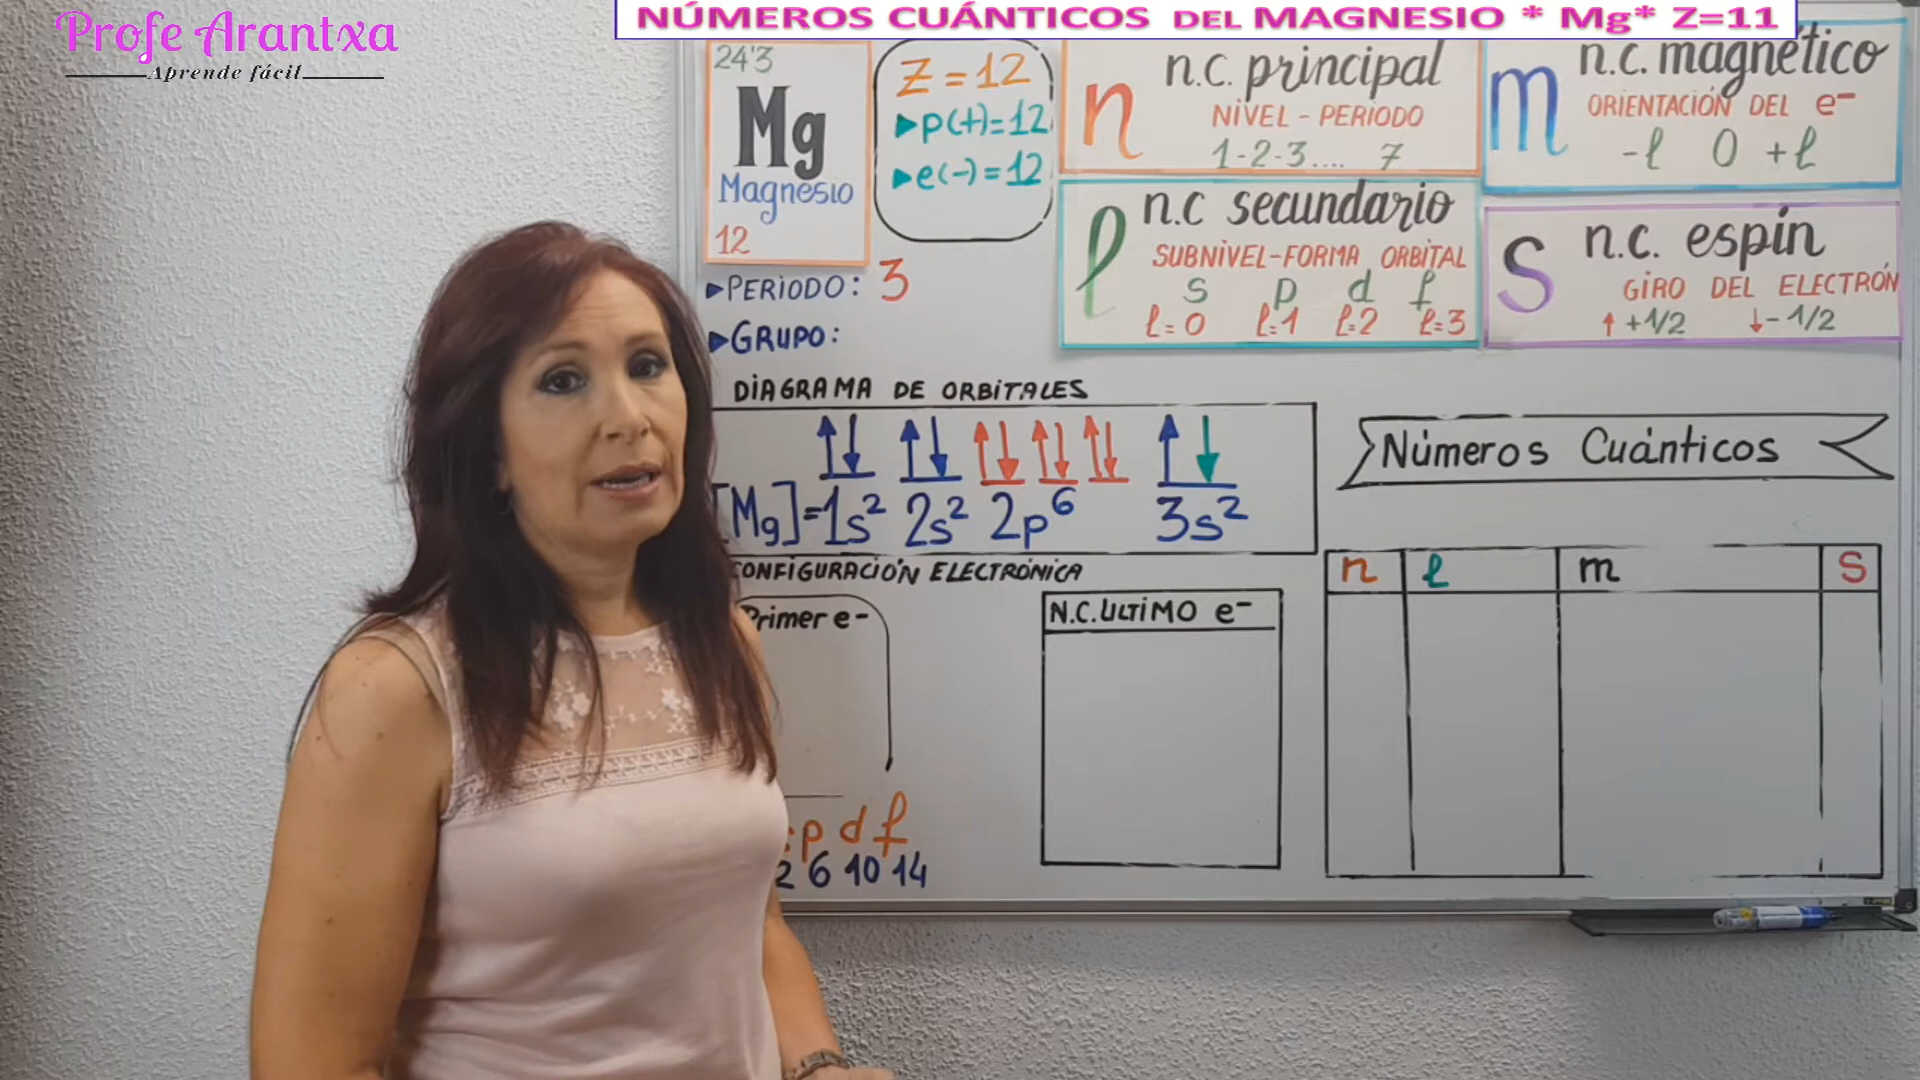 Profe Arantxa
Aprende fácil
NÚMEROS CUÁNTICOS DEL MAGNESIO * Mg* Z=11
24'3
Mg
Magnesio
12
Z=12
▶p(+)=12
▶e(-)=12
n
n.c. principal
NIVEL - PERIODO
1-2-3.... 7
m
n.c. magnético
ORIENTACIÓN DEL e-
-l 0 +l
l
n.c secundario
SUBNIVEL-FORMA ORBITAL
s p d f
l=0 l=1 l=2 l=3
S
n.c. espín
GIRO DEL ELECTRÓN
↑+1/2 ↓-1/2
▶PERIODO: 3
▶GRUPO:
DIAGRAMA DE ORBITALES
[Mg]=1s² 2s² 2p⁶ 3s²
CONFIGURACIÓN ELECTRÓNICA
Números Cuánticos
Primer e-
N.C.ULTIMO e-
n l m S
p d f
2 6 10 14